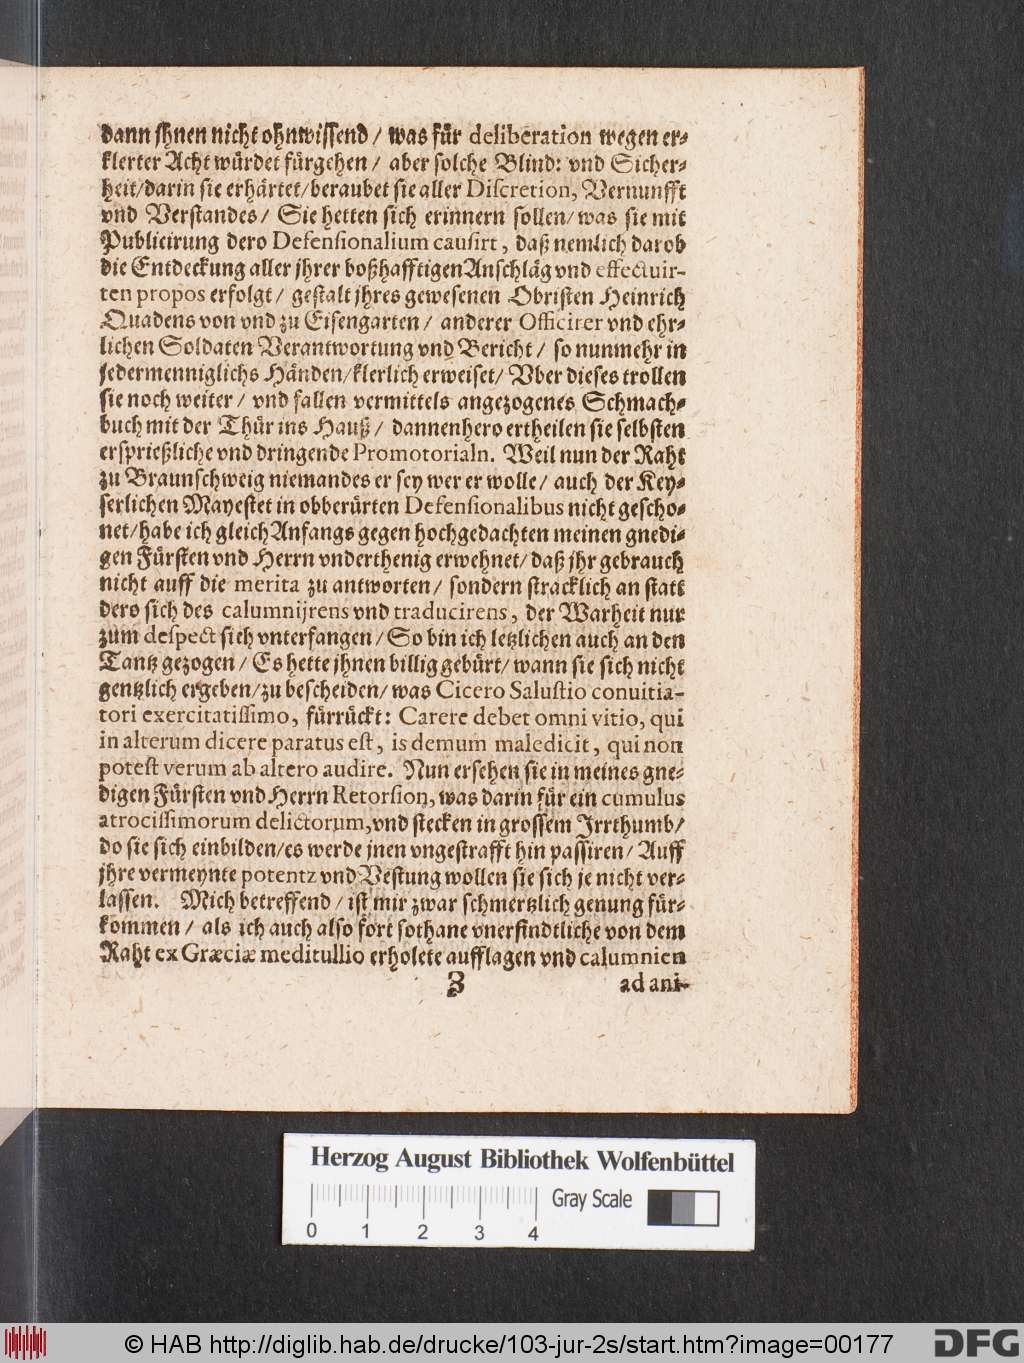 dann jhnen nicht ohnwissend / was für deliberation wegen er-
klerter Acht würdet fürgehen / aber solche Blind: vnd Sicher-
heit/darin sie erhärtet/beraubet sie aller Discretion, Vernunfft
vnd Verstandes/ Sie hetten sich erinnern sollen/was sie mit
Publicirung dero Defensionalium causirt, daß nemlich darob
die Entdeckung aller jhrer boßhafftigen Anschläg vnd effectuir-
ten propos erfolgt/ gestalt jhres gewesenen Obristen Heinrich
Quadens von vnd zu Eisengarten/ anderer Officirer vnd ehr-
lichen Soldaten Verantwortung vnd Bericht/ so nunmehr in
jedermenniglichs Händen/klerlich erweiset/ Vber dieses trollen
sie noch weiter/ vnd fallen vermittels angezogenes Schmach-
buch mit der Thür ins Hauß/ dannenhero ertheilen sie selbsten
ersprießliche vnd dringende Promotorialn. Weil nun der Raht
zu Braunschweig niemandes er sey wer er wolle/ auch der Key-
serlichen Mayestet in obberürten Defensionalibus nicht gescho-
net/habe ich gleich Anfangs gegen hochgedachten meinen gnedi-
gen Fürsten vnd Herrn vnderthenig erwehnet/daß jhr gebrauch
nicht auff die merita zu antworten/ sondern stracklich an statt
dero sich des calumnijrens vnd traducirens, der Warheit nur
zum despect sich vnterfangen/So bin ich letzlichen auch an den
Tantz gezogen/ Es hette jhnen billig gebürt/wann sie sich nicht
gentzlich ergeben/zu bescheiden/was Cicero Salustio conuitia-
tori exercitatissimo, fürrückt: Carere debet omni vitio, qui
in alterum dicere paratus est, is demum maledicit, qui non
potest verum ab altero audire. Nun ersehen sie in meines gne-
digen Fürsten vnd Herrn Retorsion, was darin für ein cumulus
atrocissimorum delictorum,vnd stecken in grossem Irrthumb/
do sie sich einbilden/es werde jnen vngestrafft hin passiren/ Auff
jhre vermeynte potentz vnd Vestung wollen sie sich je nicht ver-
lassen. Mich betreffend / ist mir zwar schmertzlich genung für-
kommen / als ich auch also fort sothane vnerfindtliche von dem
Raht ex Græciæ meditullio erholete aufflagen vnd calumnien
Z ad ani-
Herzog August Bibliothek Wolfenbüttel
Gray Scale
0 1 2 3 4
© HAB http://diglib.hab.de/drucke/103-jur-2s/start.htm?image=00177
DFG